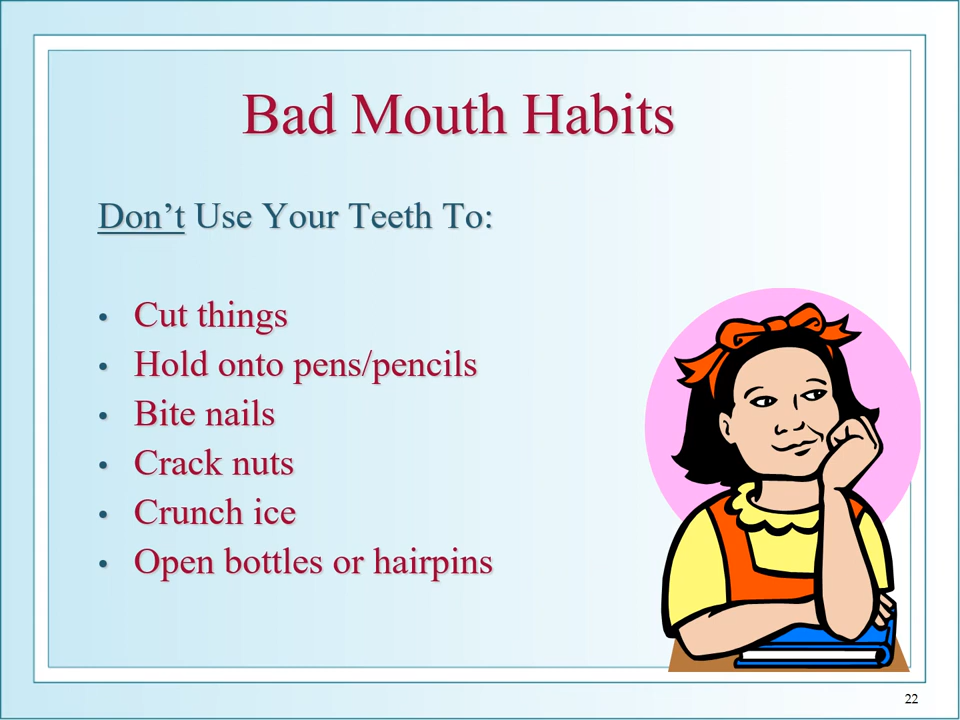 Bad Mouth Habits
Don’t Use Your Teeth To:
• Cut things
• Hold onto pens/pencils
• Bite nails
• Crack nuts
• Crunch ice
• Open bottles or hairpins
22